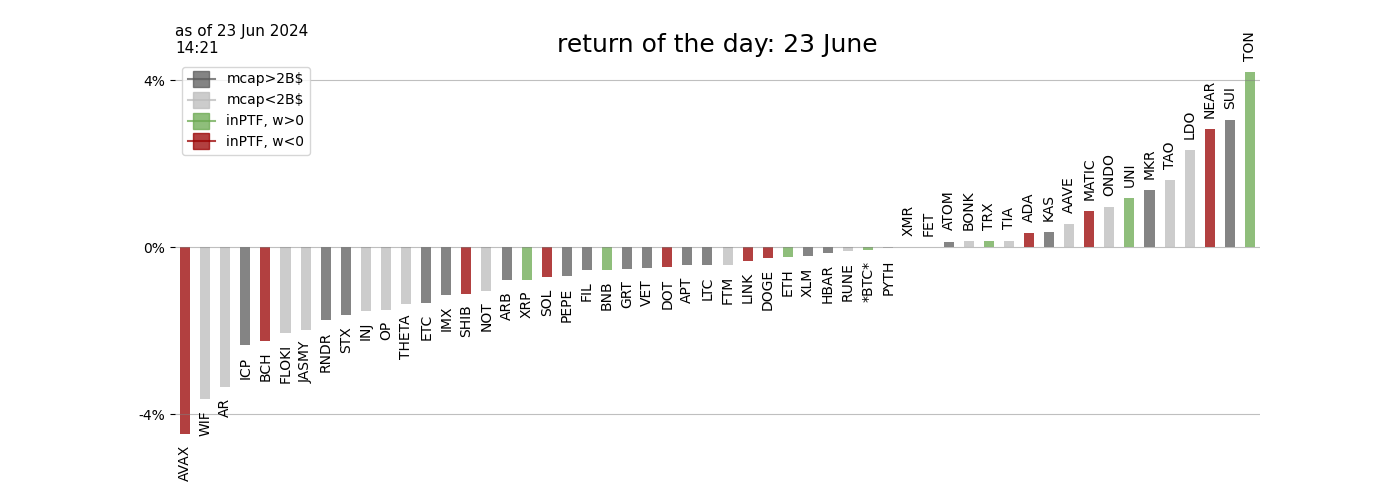 as of 23 Jun 2024
14:21
return of the day: 23 June
mcap>2B$
mcap<2B$
inPTF, w>0
inPTF, w<0
4%
0%
-4%
AVAX
WIF
AR
ICP
BCH
FLOKI
JASMY
RNDR
STX
INJ
OP
THETA
ETC
IMX
SHIB
NOT
ARB
XRP
SOL
PEPE
FIL
BNB
GRT
VET
DOT
APT
LTC
FTM
LINK
DOGE
ETH
XLM
HBAR
RUNE
*BTC*
PYTH
XMR
FET
ATOM
BONK
TRX
TIA
ADA
KAS
AAVE
MATIC
ONDO
UNI
MKR
TAO
LDO
NEAR
SUI
TON